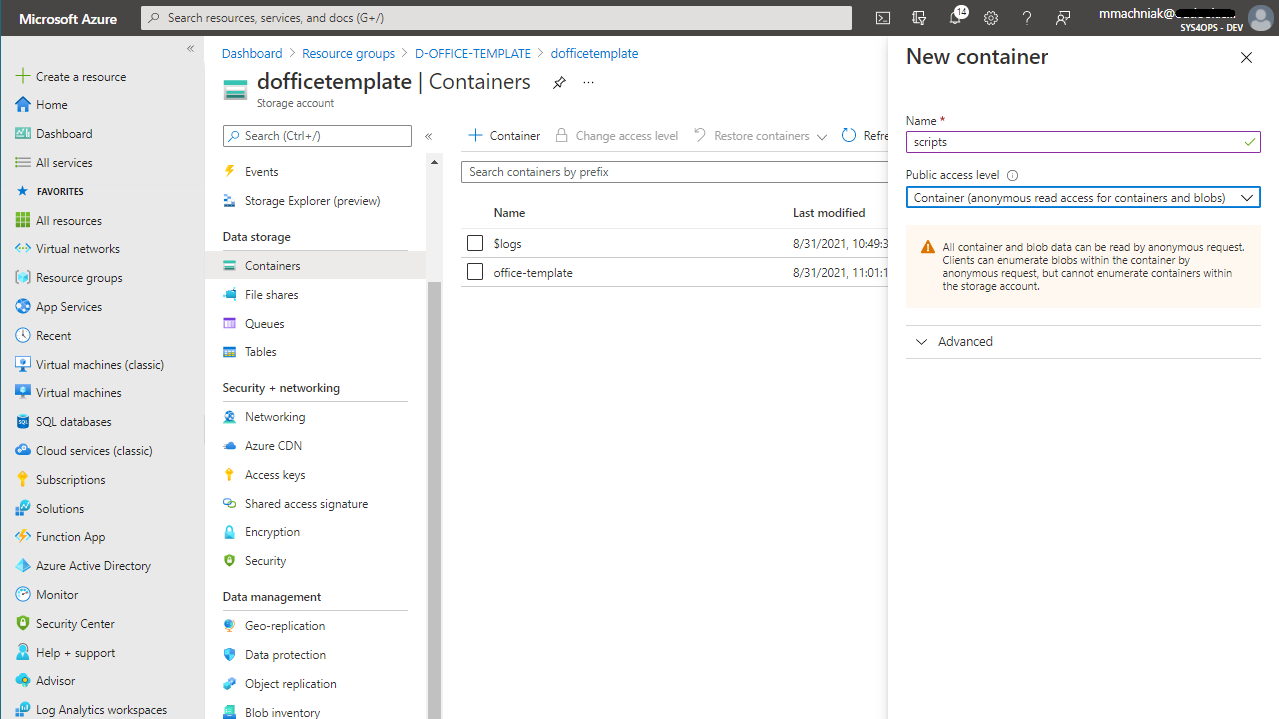 Microsoft Azure
Search resources, services, and docs (G+/)
14
mmachniak@
SYS4OPS - DEV
Create a resource
Home
Dashboard
All services
FAVORITES
All resources
Virtual networks
Resource groups
App Services
Recent
Virtual machines (classic)
Virtual machines
SQL databases
Cloud services (classic)
Subscriptions
Solutions
Function App
Azure Active Directory
Monitor
Security Center
Help + support
Advisor
Log Analytics workspaces
Dashboard > Resource groups > D-OFFICE-TEMPLATE > dofficetemplate
dofficetemplate | Containers
Storage account
Search (Ctrl+/)
Events
Storage Explorer (preview)
Data storage
Containers
File shares
Queues
Tables
Security + networking
Networking
Azure CDN
Access keys
Shared access signature
Encryption
Security
Data management
Geo-replication
Data protection
Object replication
Blob inventory
Container Change access level Restore containers Refre
Search containers by prefix
Name Last modified
$logs 8/31/2021, 10:49:3
office-template 8/31/2021, 11:01:1
New container
Name *
scripts
Public access level
Container (anonymous read access for containers and blobs)
All container and blob data can be read by anonymous request.
Clients can enumerate blobs within the container by
anonymous request, but cannot enumerate containers within
the storage account.
Advanced